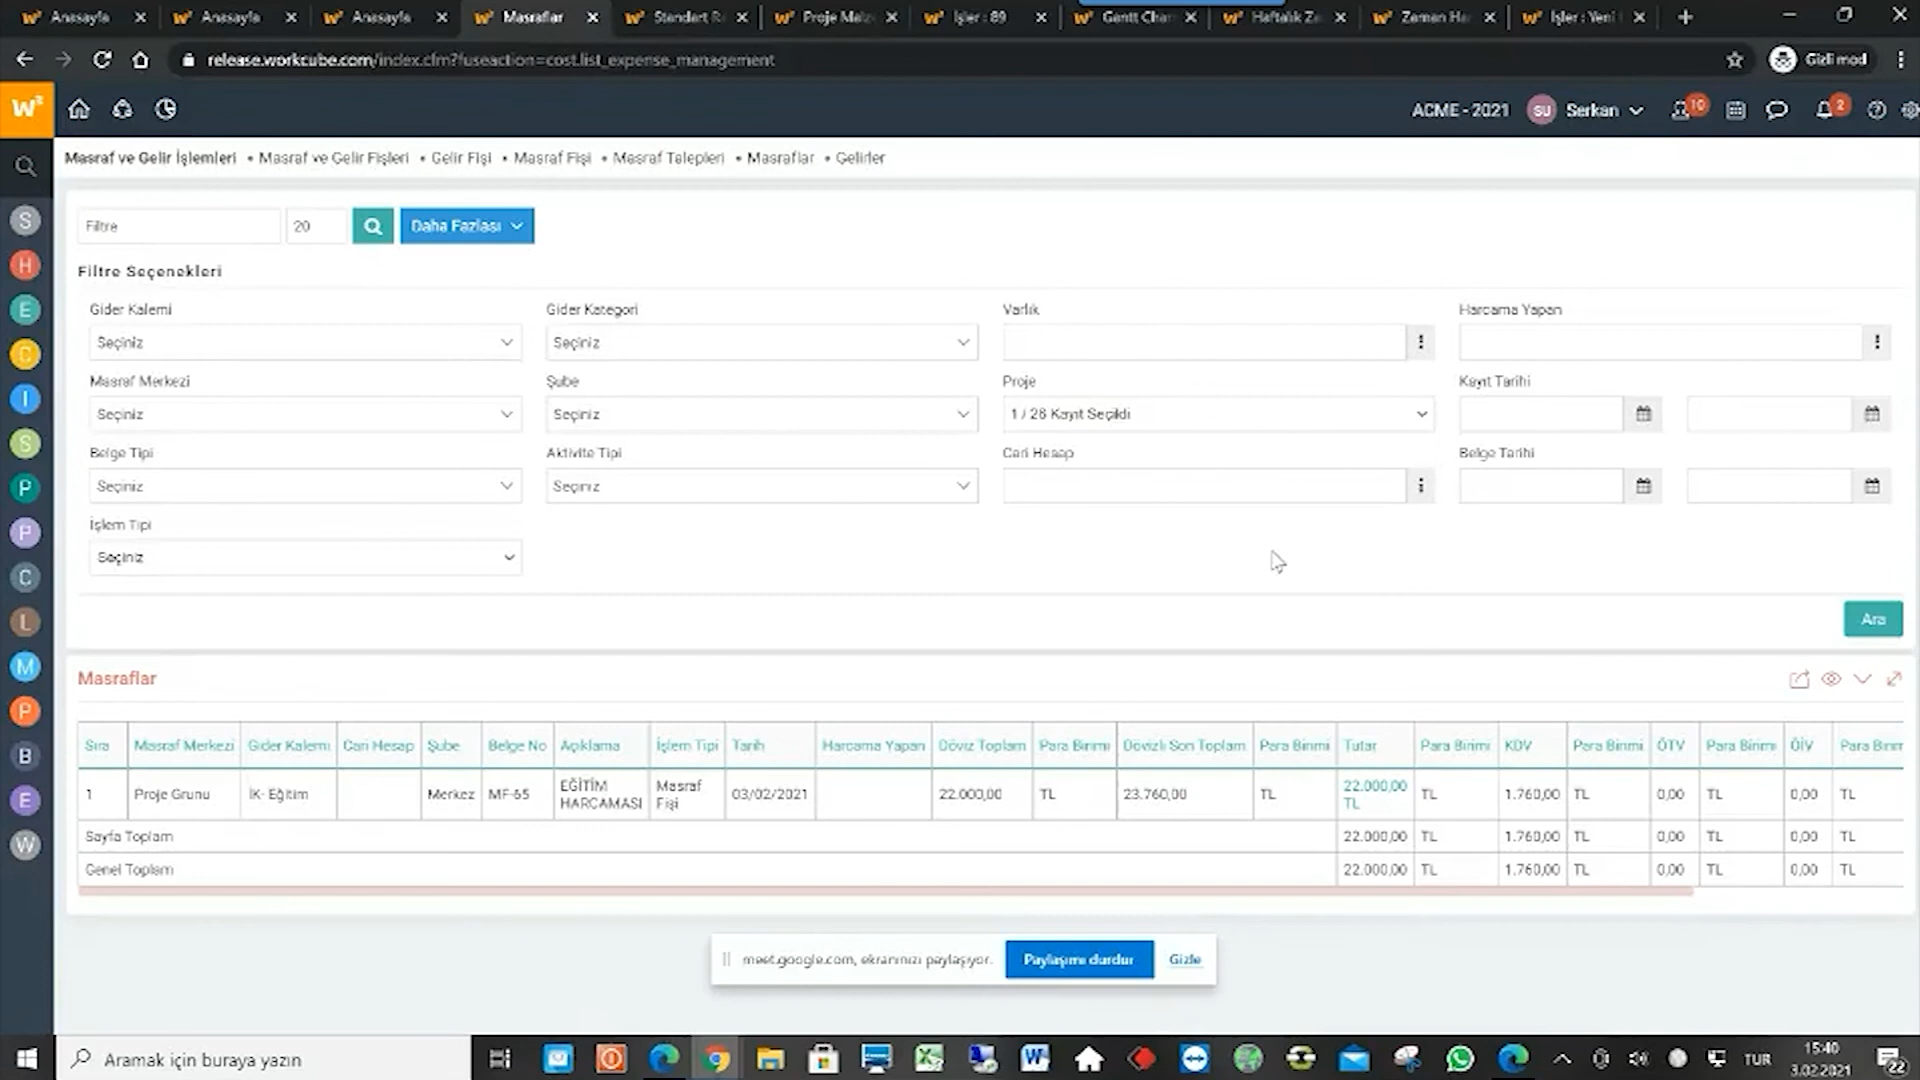 Anasayfa
Anasayfa
Anasayfa
Masraflar
Standart R
Proje Malz
İşler : 89
Gantt Char
Haftalık Za
Zaman Ha
İşler : Yeni
release.workcube.com/index.cfm?fuseaction=cost.list_expense_management
Gizli mod
W³
ACME - 2021
SU
Serkan
10
2
Masraf ve Gelir İşlemleri • Masraf ve Gelir Fişleri • Gelir Fişi • Masraf Fişi • Masraf Talepleri • Masraflar • Gelirler
S
H
E
C
I
S
P
P
C
L
M
P
B
E
W
Filtre
20
Daha Fazlası
Filtre Seçenekleri
Gider Kalemi
Gider Kategori
Varlık
Harcama Yapan
Seçiniz
Seçiniz
Masraf Merkezi
Şube
Proje
Kayıt Tarihi
Seçiniz
Seçiniz
1 / 26 Kayıt Seçildi
Belge Tipi
Aktivite Tipi
Cari Hesap
Belge Tarihi
Seçiniz
Seçiniz
İşlem Tipi
Seçiniz
Ara
Masraflar
Sıra Masraf Merkezi Gider Kalemi Cari Hesap Şube Belge No Açıklama İşlem Tipi Tarih Harcama Yapan Döviz Toplam Para Birimi Dövizli Son Toplam Para Birimi Tutar Para Birimi KDV Para Birimi ÖTV Para Birimi ÖİV Para Birim
1 Proje Grunu İK- Eğitim Merkez MF-65 EĞİTİM HARCAMASI Masraf Fişi 03/02/2021 22.000,00 TL 23.760,00 TL 22.000,00 TL TL 1.760,00 TL 0,00 TL 0,00 TL
Sayfa Toplam 22.000,00 TL 1.760,00 TL 0,00 TL 0,00 TL
Genel Toplam 22.000,00 TL 1.760,00 TL 0,00 TL 0,00 TL
meet.google.com, ekranınızı paylaşıyor.
Paylaşımı durdur
Gizle
Aramak için buraya yazın
TUR
15:40
3.02.2021
22